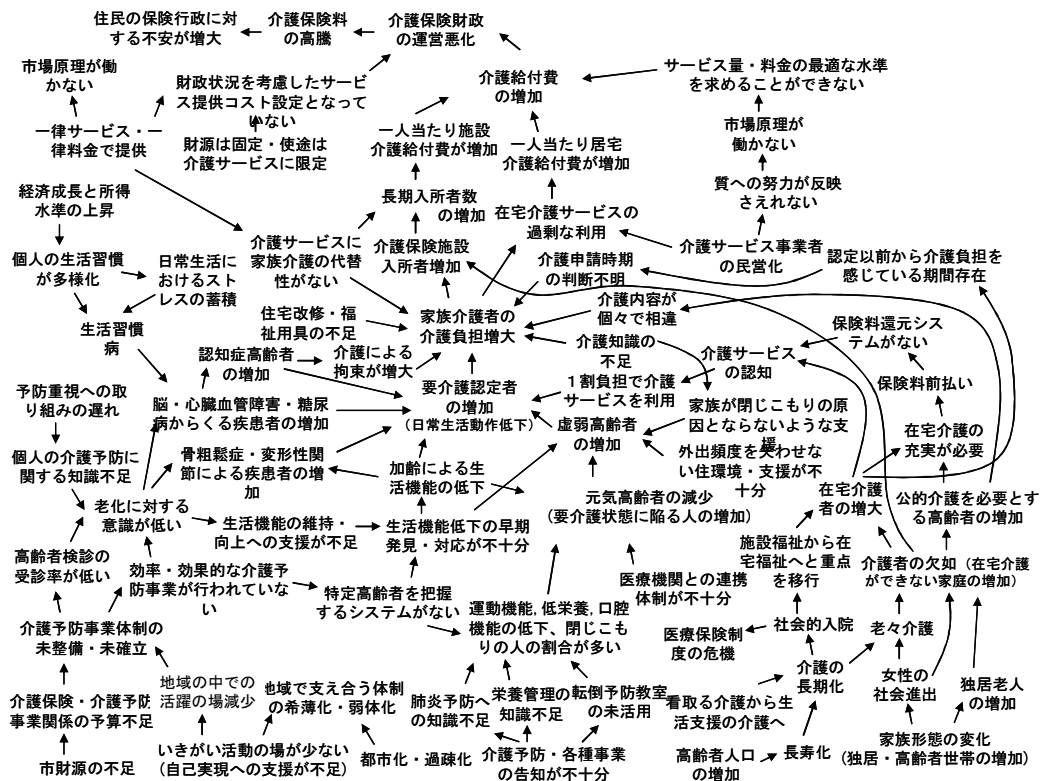 住民の保険行政に対
する不安が増大
介護保険料
の高騰
介護保険財政
の運営悪化
市場原理が働
かない
財政状況を考慮したサービ
ス提供コスト設定となって
いない
介護給付費
の増加
サービス量・料金の最適な水準
を求めることができない
一律サービス・一
律料金で提供
財源は固定・使途は
介護サービスに限定
一人当たり施設
介護給付費が増加
一人当たり居宅
介護給付費が増加
市場原理が
働かない
経済成長と所得
水準の上昇
長期入所者数
の増加
在宅介護サービスの
過剰な利用
質への努力が反映
さえれない
個人の生活習慣
が多様化
日常生活に
おけるスト
レスの蓄積
介護サービスに
家族介護の代替
性がない
介護保険施設
入所者増加
介護申請時期
の判断不明
介護サービス事業者
の民営化
認定以前から介護負担を
感じている期間存在
生活習慣
病
住宅改修・福
祉用具の不足
家族介護者の
介護負担増大
介護内容が
個々で相違
介護知識の
不足
保険料還元シス
テムがない
認知症高齢者
の増加
介護による
拘束が増大
介護サービス
の認知
予防重視への取
り組みの遅れ
脳・心臓血管障害・糖尿
病からくる疾患者の増加
要介護認定者
の増加
(日常生活動作低下)
１割負担で介護
サービスを利用
保険料前払い
虚弱高齢者
の増加
家族が閉じこもりの原
因とならないような支
援
在宅介護の
充実が必要
個人の介護予防に
関する知識不足
骨粗鬆症・変形性関
節による疾患者の増
加
加齢による生
活機能の低下
外出頻度を失わせな
い住環境・支援が不
十分
老化に対する
意識が低い
生活機能の維持・
向上への支援が不足
生活機能低下の早期
発見・対応が不十分
元気高齢者の減少
(要介護状態に陥る人の増加)
在宅介護
者の増大
公的介護を必要とす
る高齢者の増加
高齢者検診の
受診率が低い
効率・効果的な介護予
防事業が行われていな
い
特定高齢者を把握
するシステムがない
医療機関との連携
体制が不十分
施設福祉から在
宅福祉へと重点
を移行
介護者の欠如(在宅介護
ができない家庭の増加)
介護予防事業体制の
未整備・未確立
運動機能,低栄養,口腔
機能の低下、閉じこも
りの人の割合が多い
医療保険制
度の危機
社会的入院
老々介護
介護保険・介護予防
事業関係の予算不足
地域の中での
活躍の場減少
地域で支え合う体制
の希薄化・弱体化
肺炎予防へ
の知識不足
栄養管理の
知識不足
転倒予防教室
の未活用
看取る介護から生
活支援の介護へ
介護の
長期化
女性の
社会進出
独居老人
の増加
市財源の不足
いきがい活動の場が少ない
(自己実現への支援が不足)
都市化・過疎化
介護予防・各種事業
の告知が不十分
高齢者人口
の増加
長寿化
家族形態の変化
(独居・高齢者世帯の増加)